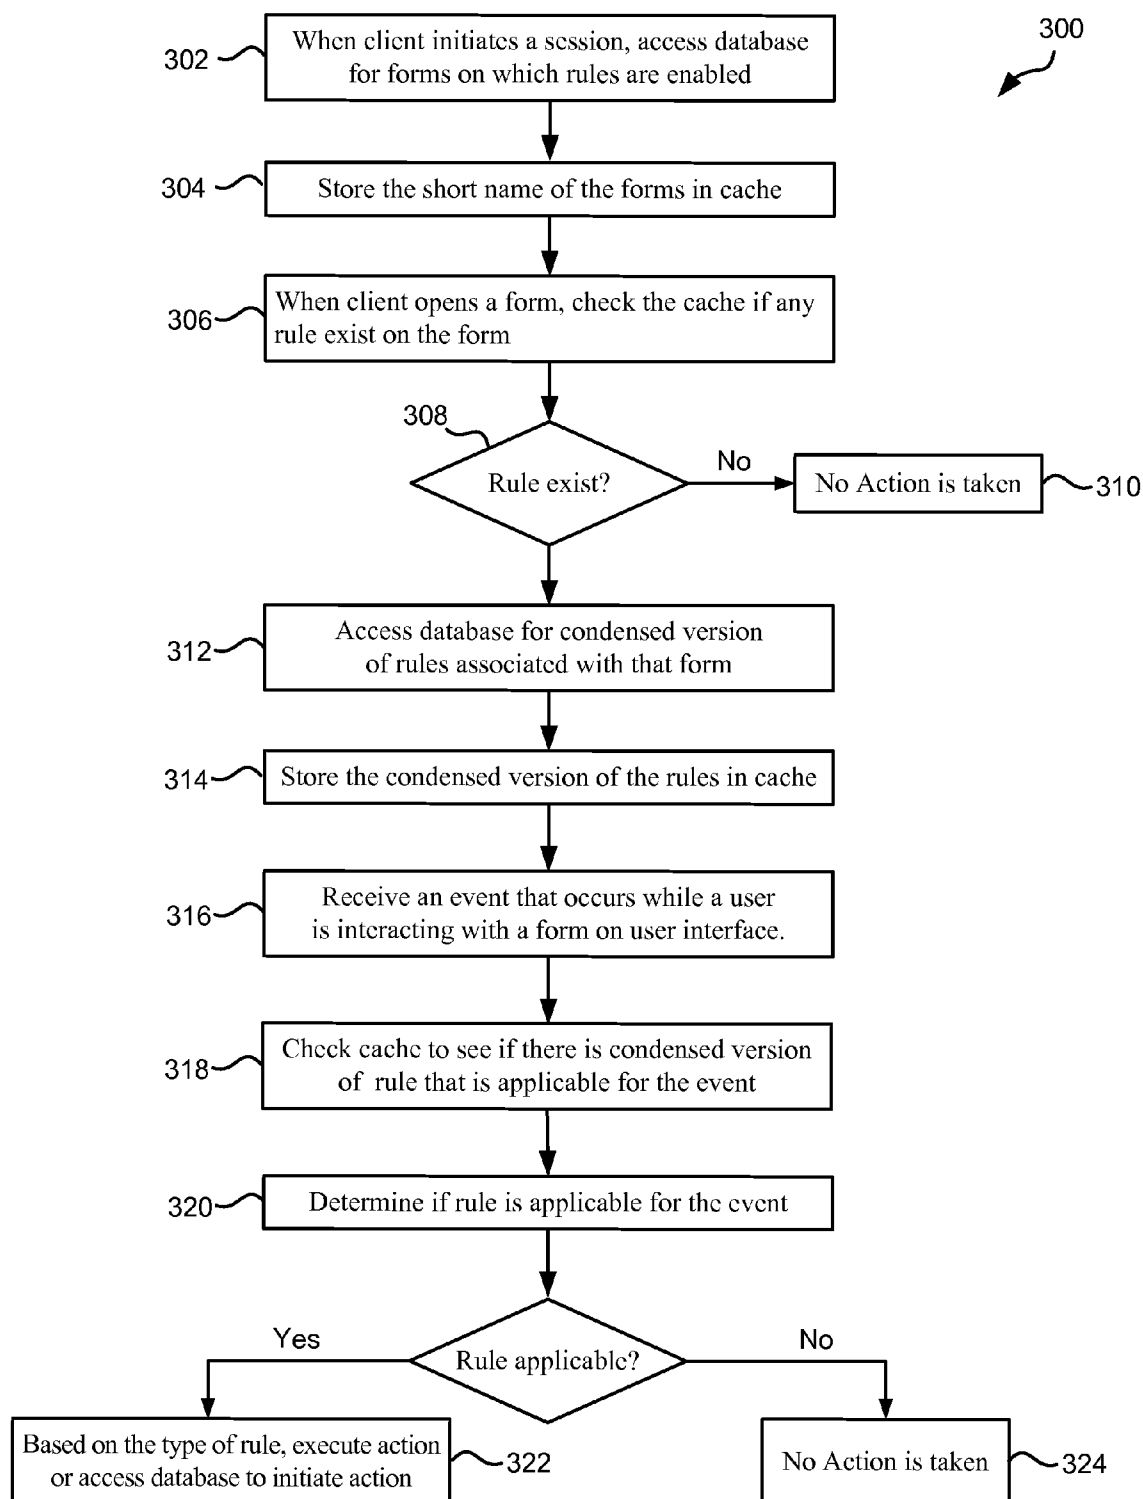 300
302
When client initiates a session, access database
for forms on which rules are enabled
304
Store the short name of the forms in cache
306
When client opens a form, check the cache if any
rule exist on the form
308
Rule exist?
No
No Action is taken
310
312
Access database for condensed version
of rules associated with that form
314
Store the condensed version of the rules in cache
316
Receive an event that occurs while a user
is interacting with a form on user interface.
318
Check cache to see if there is condensed version
of rule that is applicable for the event
320
Determine if rule is applicable for the event
Yes
Rule applicable?
No
Based on the type of rule, execute action
or access database to initiate action
322
No Action is taken
324